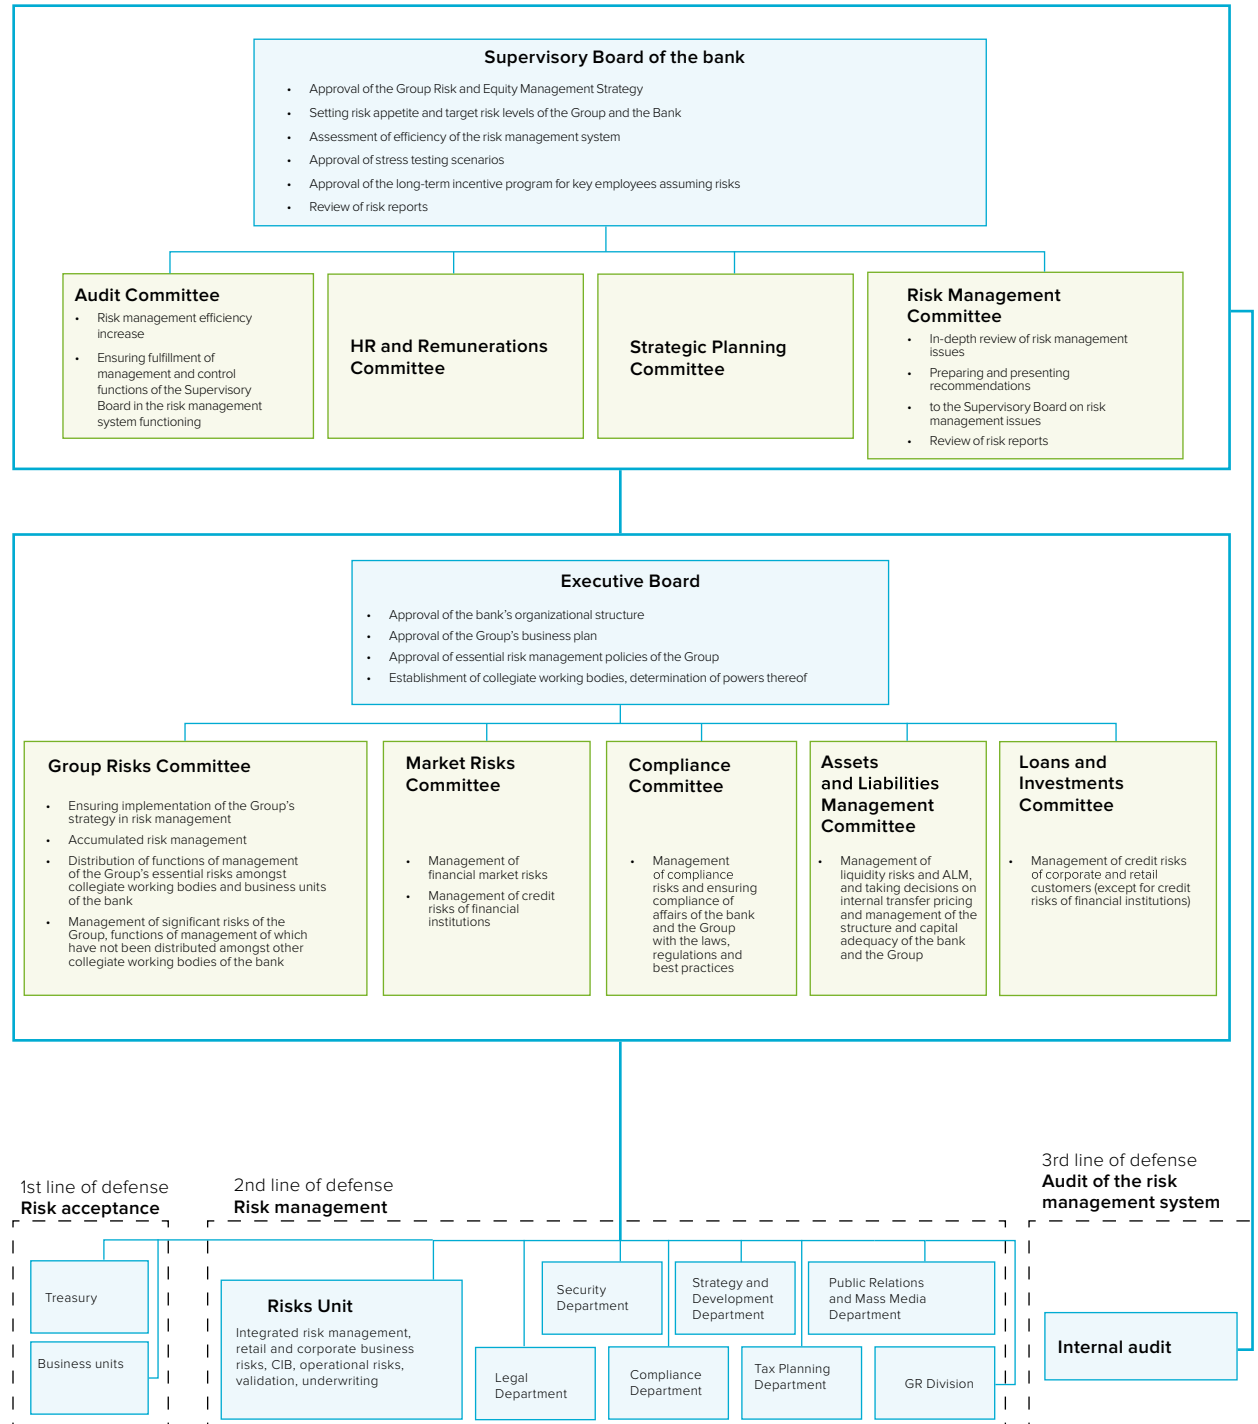 Supervisory Board of the bank
• Approval of the Group Risk and Equity Management Strategy
• Setting risk appetite and target risk levels of the Group and the Bank
• Assessment of efficiency of the risk management system
• Approval of stress testing scenarios
• Approval of the long-term incentive program for key employees assuming risks
• Review of risk reports
Audit Committee
• Risk management efficiency
increase
• Ensuring fulfillment of
management and control
functions of the Supervisory
Board in the risk management
system functioning
HR and Remunerations
Committee
Strategic Planning
Committee
Risk Management
Committee
• In-depth review of risk management
issues
• Preparing and presenting
recommendations
• to the Supervisory Board on risk
management issues
• Review of risk reports
Executive Board
• Approval of the bank’s organizational structure
• Approval of the Group’s business plan
• Approval of essential risk management policies of the Group
• Establishment of collegiate working bodies, determination of powers thereof
Group Risks Committee
• Ensuring implementation of the Group’s
strategy in risk management
• Accumulated risk management
• Distribution of functions of management
of the Group’s essential risks amongst
collegiate working bodies and business units
of the bank
• Management of significant risks of the
Group, functions of management of which
have not been distributed amongst other
collegiate working bodies of the bank
Market Risks
Committee
• Management of
financial market risks
• Management of credit
risks of financial
institutions
Compliance
Committee
• Management
of compliance
risks and ensuring
compliance of
affairs of the bank
and the Group
with the laws,
regulations and
best practices
Assets
and Liabilities
Management
Committee
• Management of
liquidity risks and ALM,
and taking decisions on
internal transfer pricing
and management of the
structure and capital
adequacy of the bank
and the Group
Loans and
Investments
Committee
• Management of credit risks
of corporate and retail
customers (except for credit
risks of financial institutions)
1st line of defense
Risk acceptance
Treasury
Business units
2nd line of defense
Risk management
Risks Unit
Integrated risk management,
retail and corporate business
risks, CIB, operational risks,
validation, underwriting
Security
Department
Strategy and
Development
Department
Public Relations
and Mass Media
Department
Legal
Department
Compliance
Department
Tax Planning
Department
GR Division
3rd line of defense
Audit of the risk
management system
Internal audit